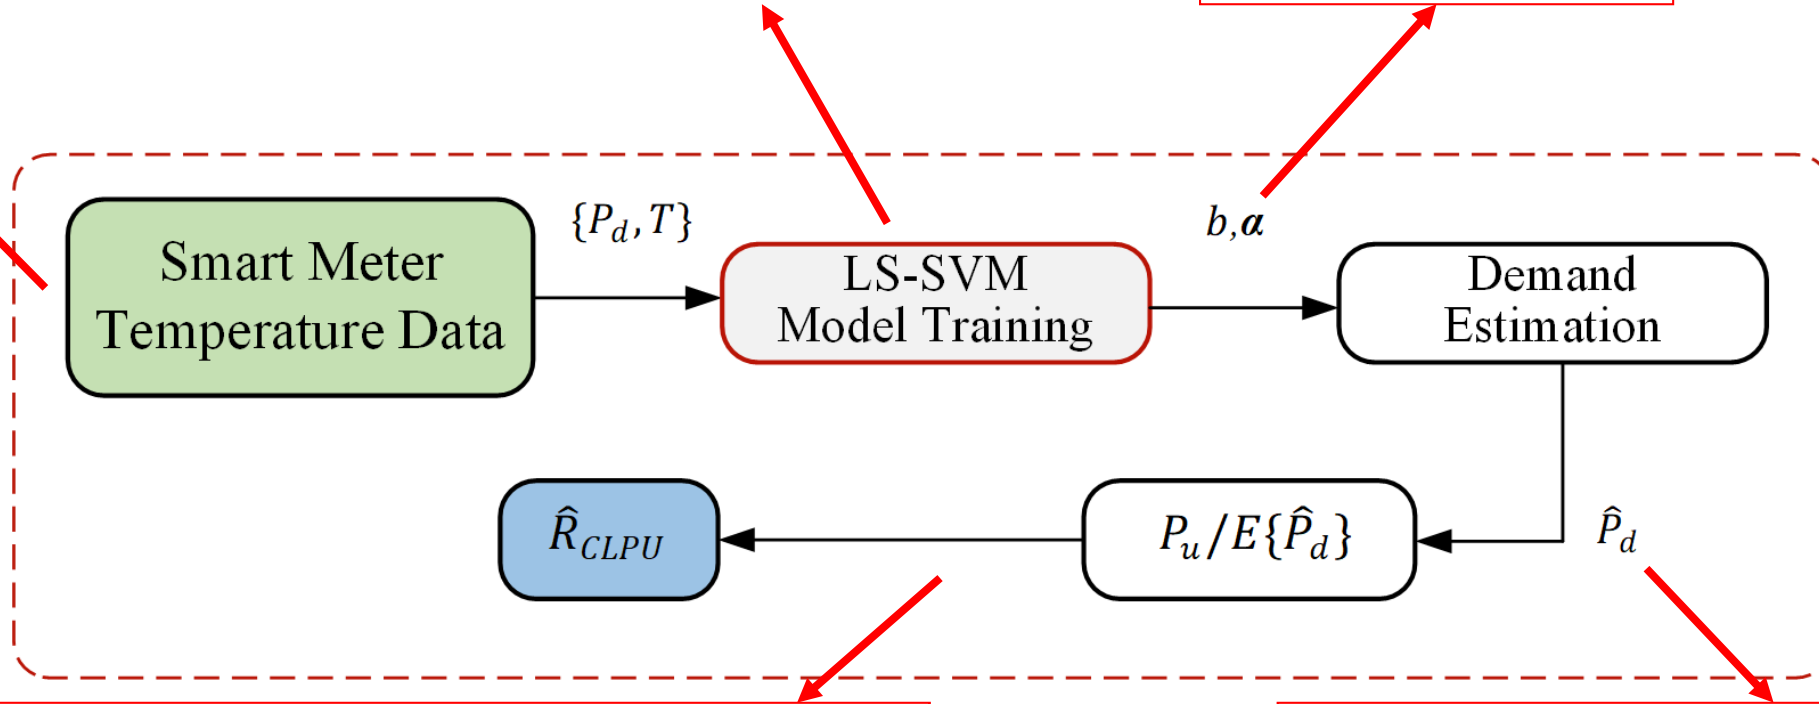 Smart Meter
Temperature Data
{P_d, T}
LS-SVM
Model Training
b,α
Demand
Estimation
P̂_d
P_u/E{P̂_d}
R̂_CLPU